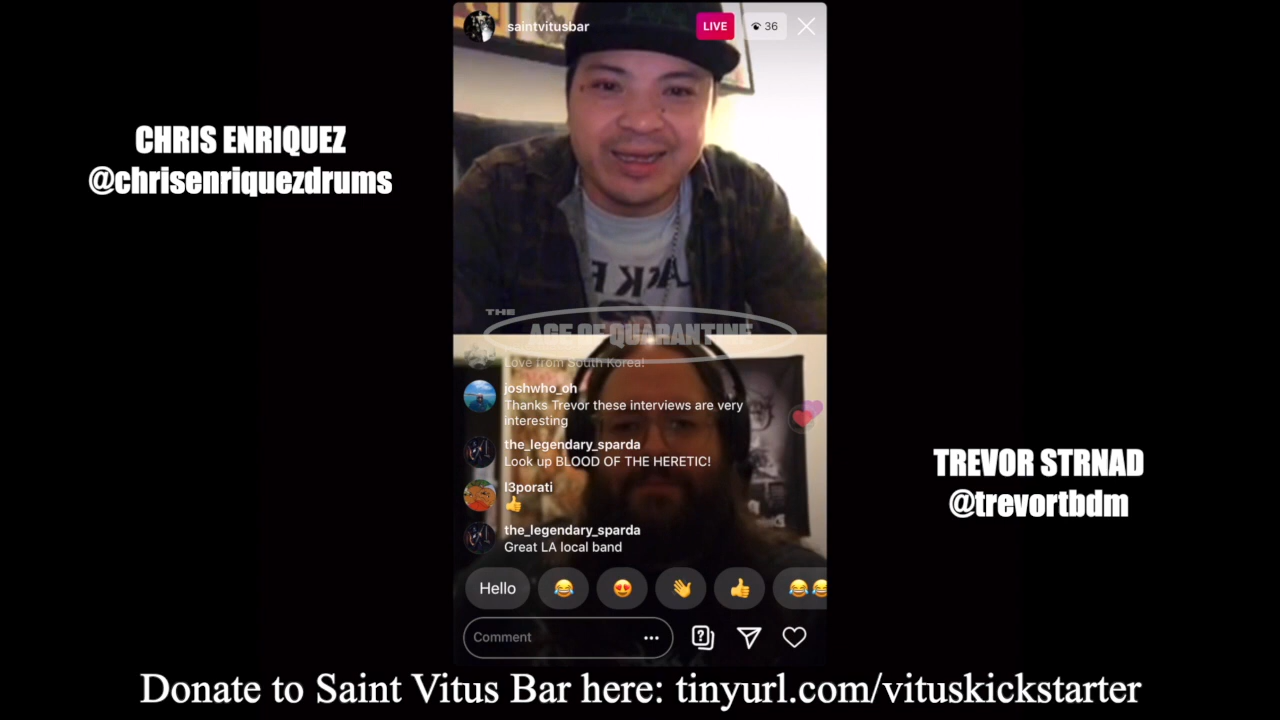 saintvitusbar
LIVE
36
CHRIS ENRIQUEZ
@chrisenriquezdrums
THE
AGE OF QUARANTINE
Love from South Korea!
joshwho_oh
Thanks Trevor these interviews are very
interesting
the_legendary_sparda
Look up BLOOD OF THE HERETIC!
l3porati
👍
the_legendary_sparda
Great LA local band
TREVOR STRNAD
@trevortbdm
Hello 😂 😍 👋 👍 😂😂
Comment
Donate to Saint Vitus Bar here: tinyurl.com/vituskickstarter